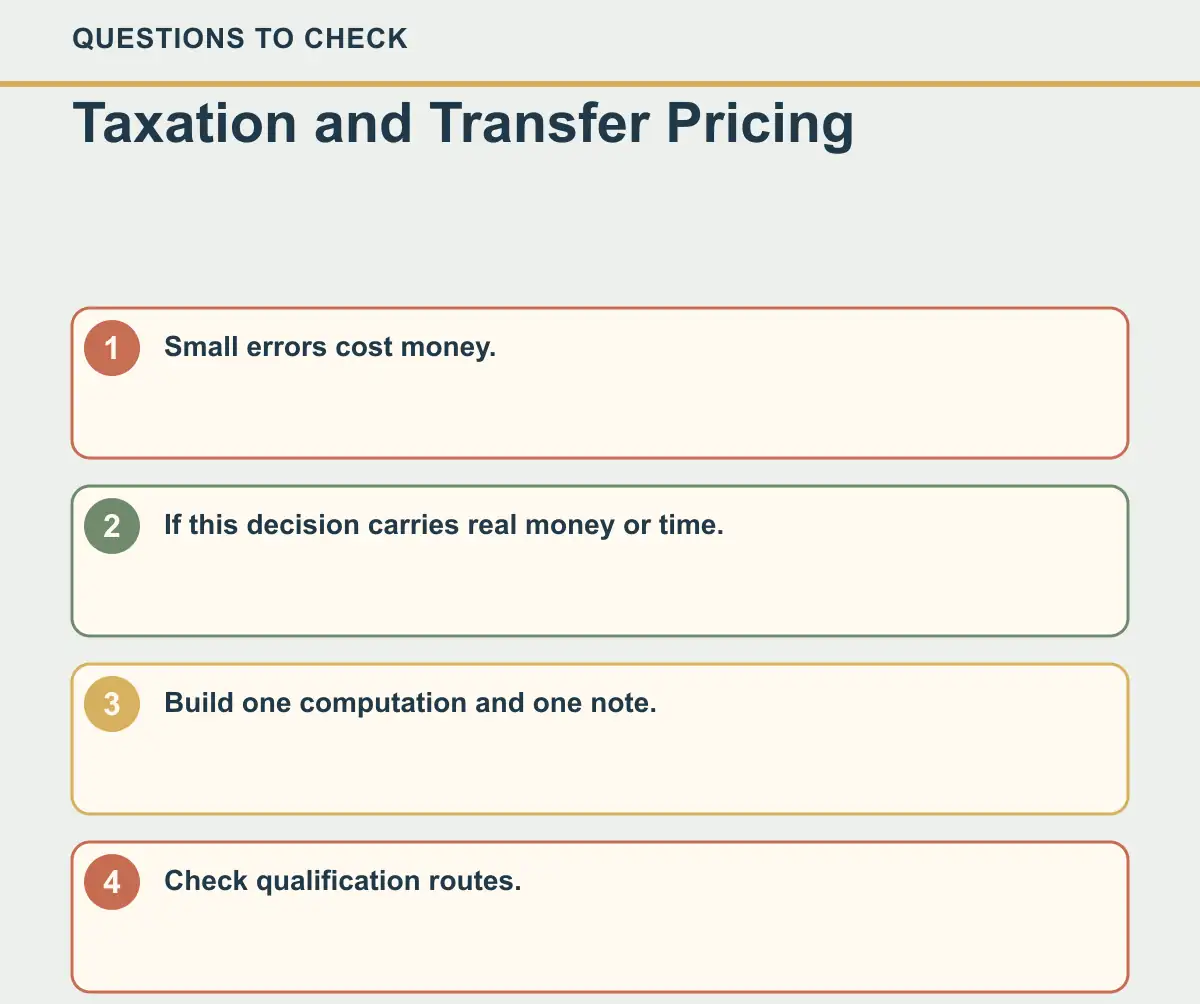 QUESTIONS TO CHECK
Taxation and Transfer Pricing
1 Small errors cost money.
2 If this decision carries real money or time.
3 Build one computation and one note.
4 Check qualification routes.